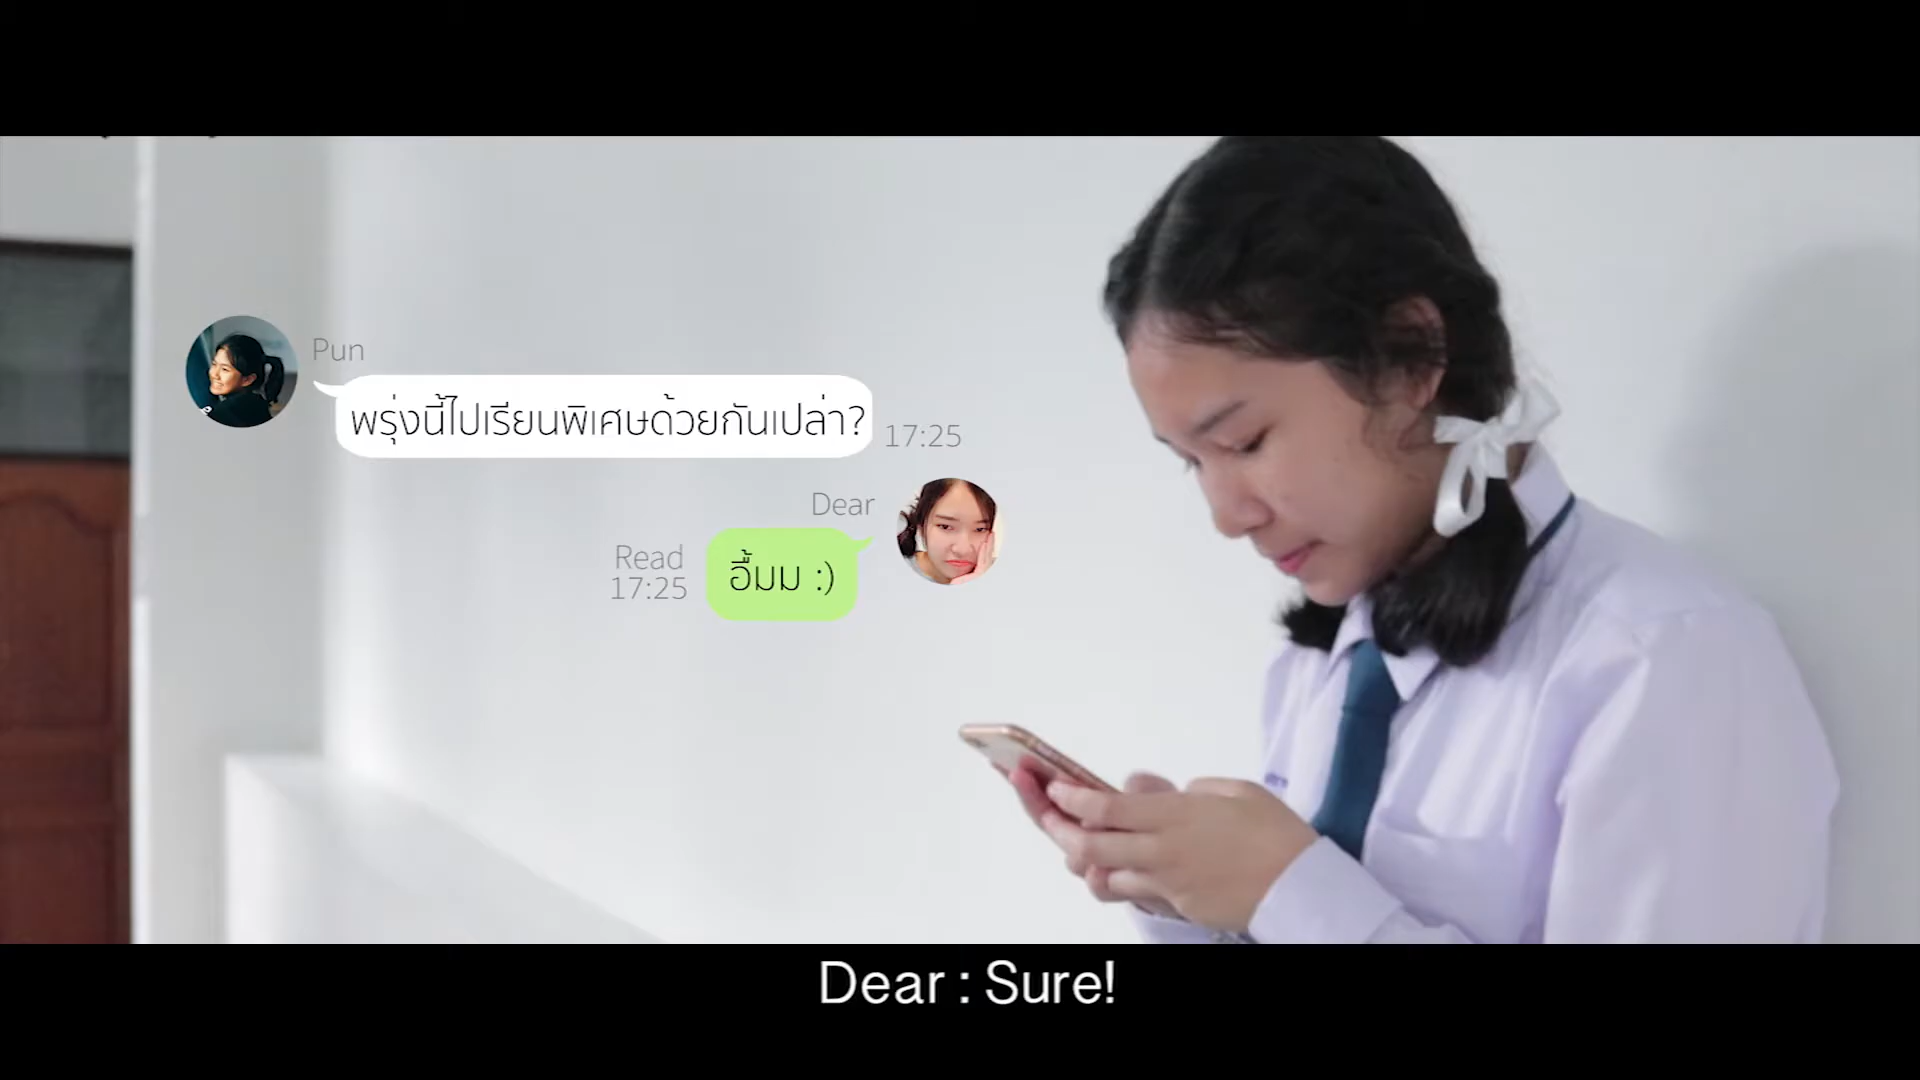 Pun
พรุ่งนี้ไปเรียนพิเศษด้วยกันเปล่า?
17:25
Dear
Read
17:25
อื้มม :)
Dear : Sure!